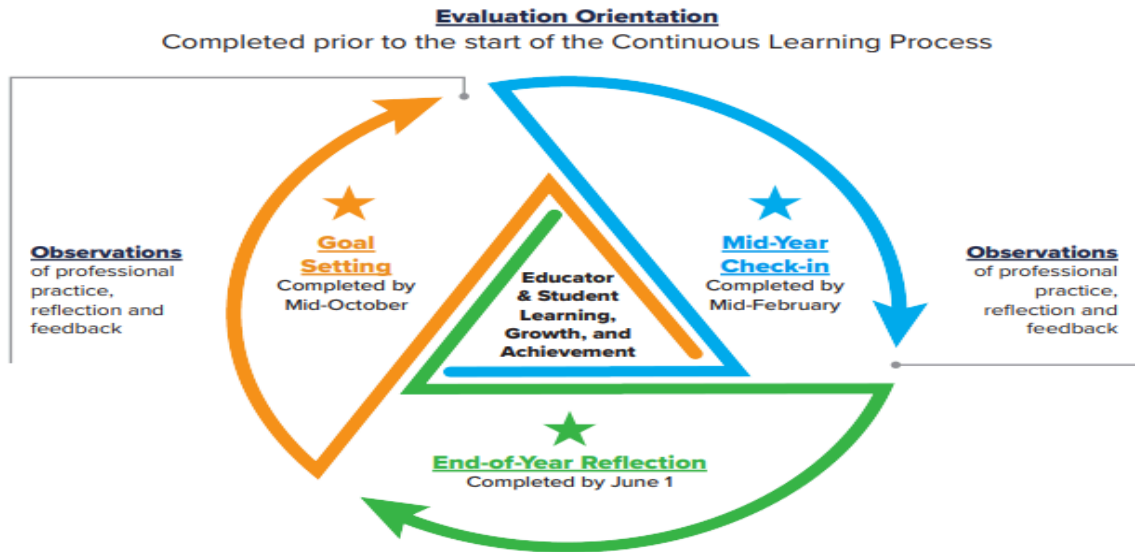 Evaluation Orientation
Completed prior to the start of the Continuous Learning Process
Observations
of professional
practice,
reflection and
feedback
Goal
Setting
Completed by
Mid-October
Educator
& Student
Learning,
Growth, and
Achievement
Mid-Year
Check-in
Completed by
Mid-February
Observations
of professional
practice,
reflection and
feedback
End-of-Year Reflection
Completed by June 1